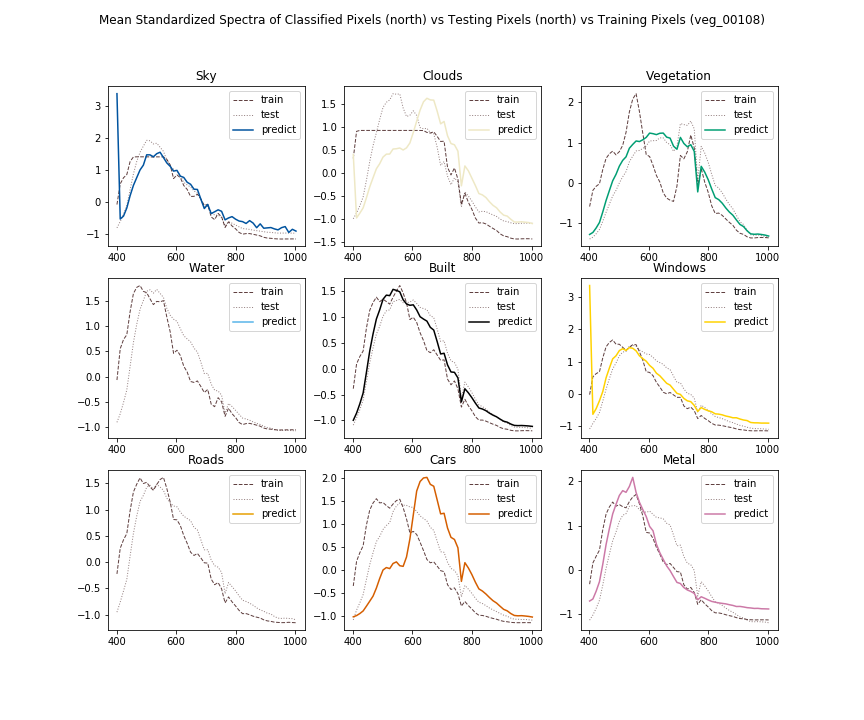 Mean Standardized Spectra of Classified Pixels (north) vs Testing Pixels (north) vs Training Pixels (veg_00108)
Sky
Clouds
Vegetation
train
test
predict
train
test
predict
train
test
predict
3
2
1
0
−1
1.5
1.0
0.5
0.0
−0.5
−1.0
−1.5
2
1
0
−1
400 600 800 1000
400 600 800 1000
400 600 800 1000
Water
Built
Windows
train
test
predict
train
test
predict
train
test
predict
1.5
1.0
0.5
0.0
−0.5
−1.0
1.5
1.0
0.5
0.0
−0.5
−1.0
3
2
1
0
−1
400 600 800 1000
400 600 800 1000
400 600 800 1000
Roads
Cars
Metal
train
test
predict
train
test
predict
train
test
predict
1.5
1.0
0.5
0.0
−0.5
−1.0
2.0
1.5
1.0
0.5
0.0
−0.5
−1.0
2
1
0
−1
400 600 800 1000
400 600 800 1000
400 600 800 1000